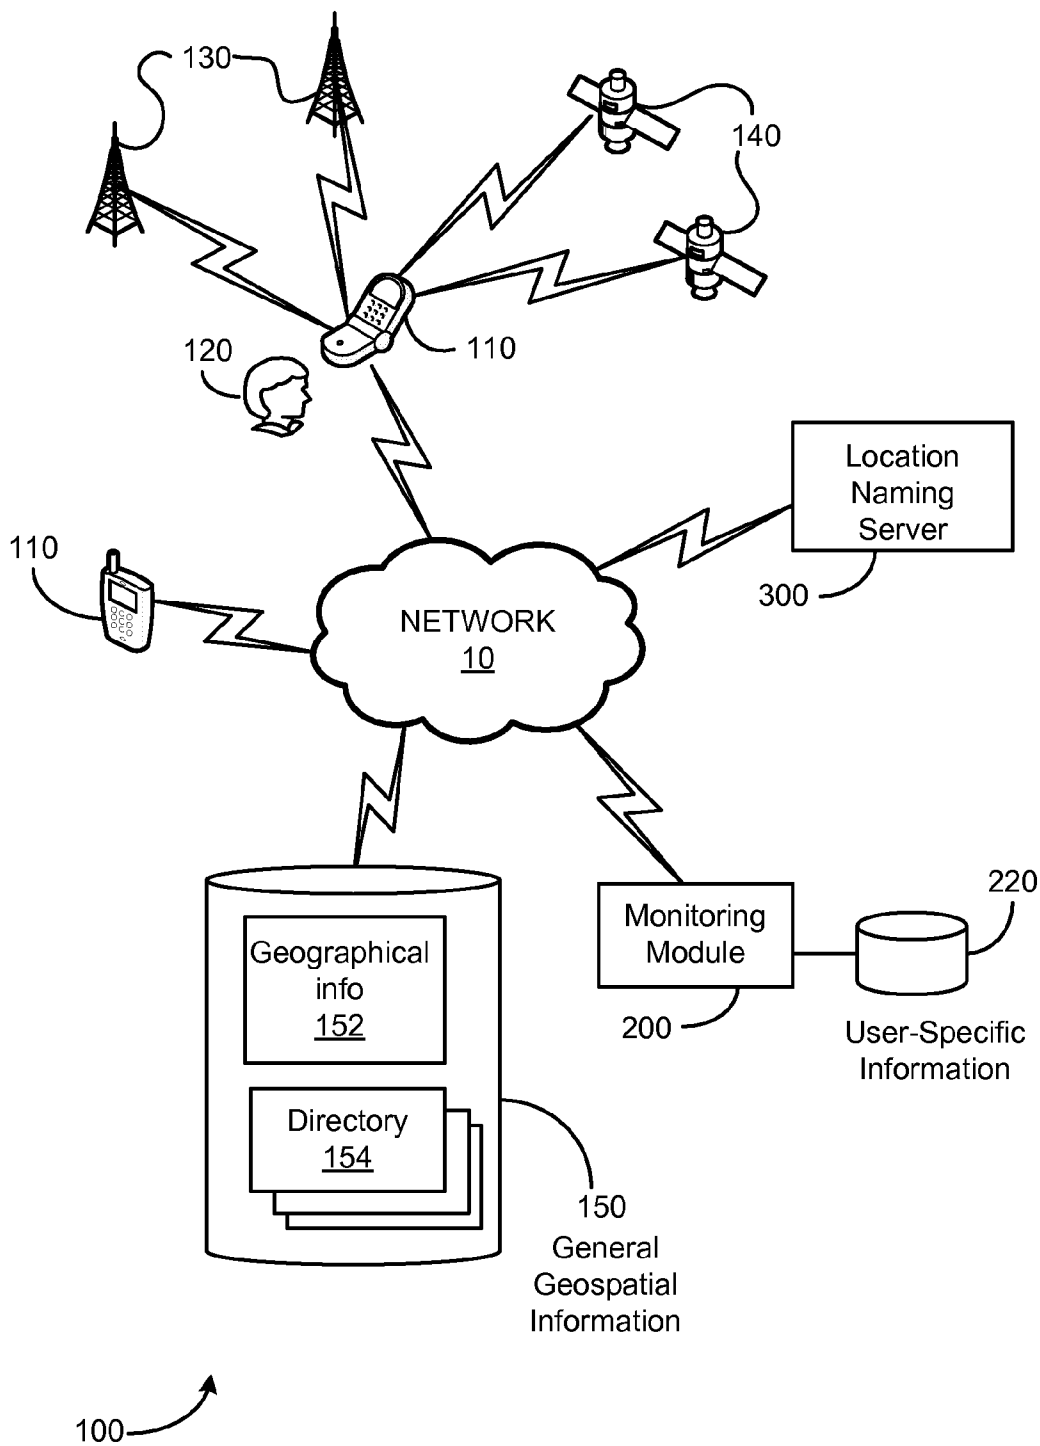 130
140
110
120
Location
Naming
Server
300
110
NETWORK
10
Monitoring
Module
200
220
User-Specific
Information
Geographical
info
152
Directory
154
150
General
Geospatial
Information
100